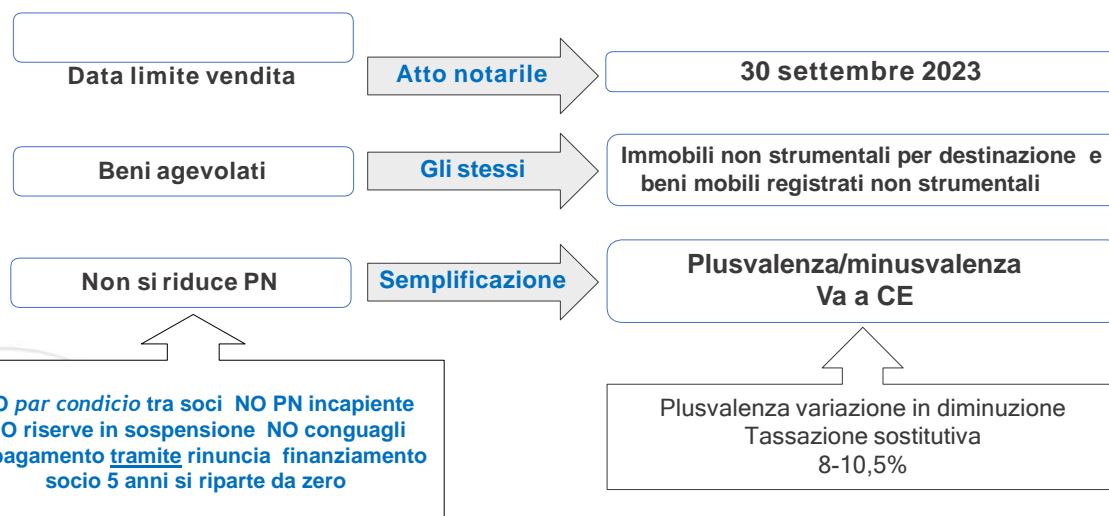 Data limite vendita
Atto notarile
30 settembre 2023
Beni agevolati
Gli stessi
Immobili non strumentali per destinazione e
beni mobili registrati non strumentali
Non si riduce PN
Semplificazione
Plusvalenza/minusvalenza
Va a CE
O par condicio tra soci NO PN incapiente
O riserve in sospensione NO conguagli
pagamento tramite rinuncia finanziamento
socio 5 anni si riparte da zero
Plusvalenza variazione in diminuzione
Tassazione sostitutiva
8-10,5%